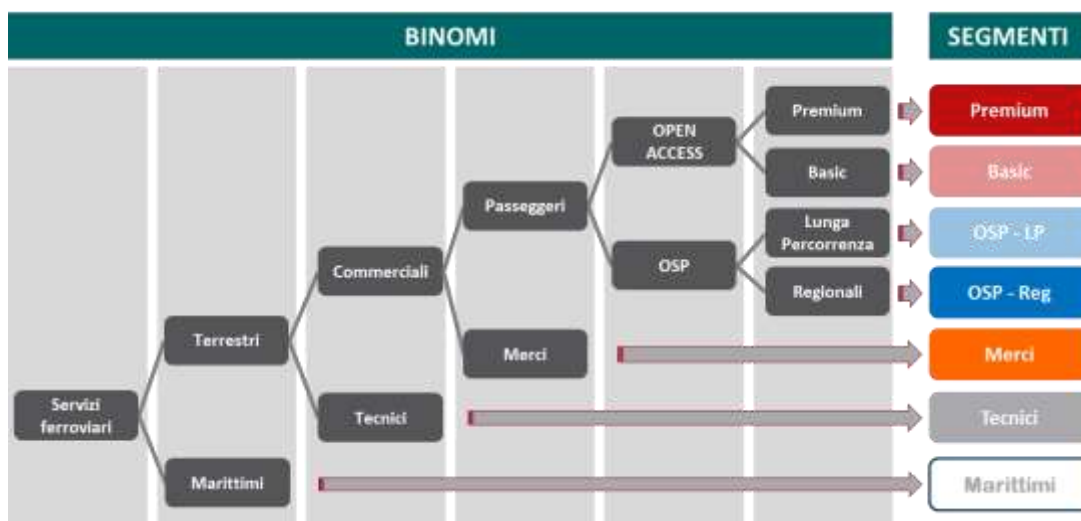 BINOMI
SEGMENTI
Servizi
ferroviari
Terrestri
Marittimi
Commerciali
Tecnici
Passeggeri
Merci
OPEN
ACCESS
OSP
Premium
Basic
Lunga
Percorrenza
Regionali
Premium
Basic
OSP - LP
OSP - Reg
Merci
Tecnici
Marittimi